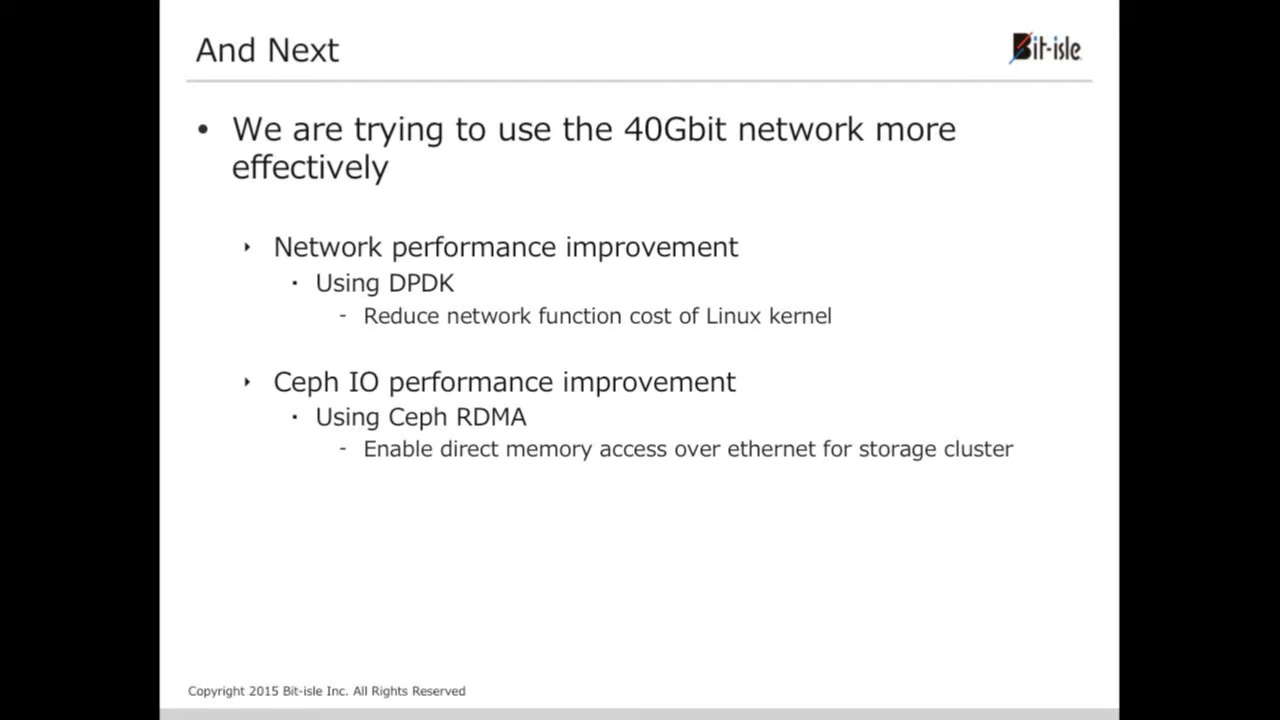 And Next
Bit-isle
• We are trying to use the 40Gbit network more
effectively
‣ Network performance improvement
▪ Using DPDK
- Reduce network function cost of Linux kernel
‣ Ceph IO performance improvement
▪ Using Ceph RDMA
- Enable direct memory access over ethernet for storage cluster
Copyright 2015 Bit-isle Inc. All Rights Reserved